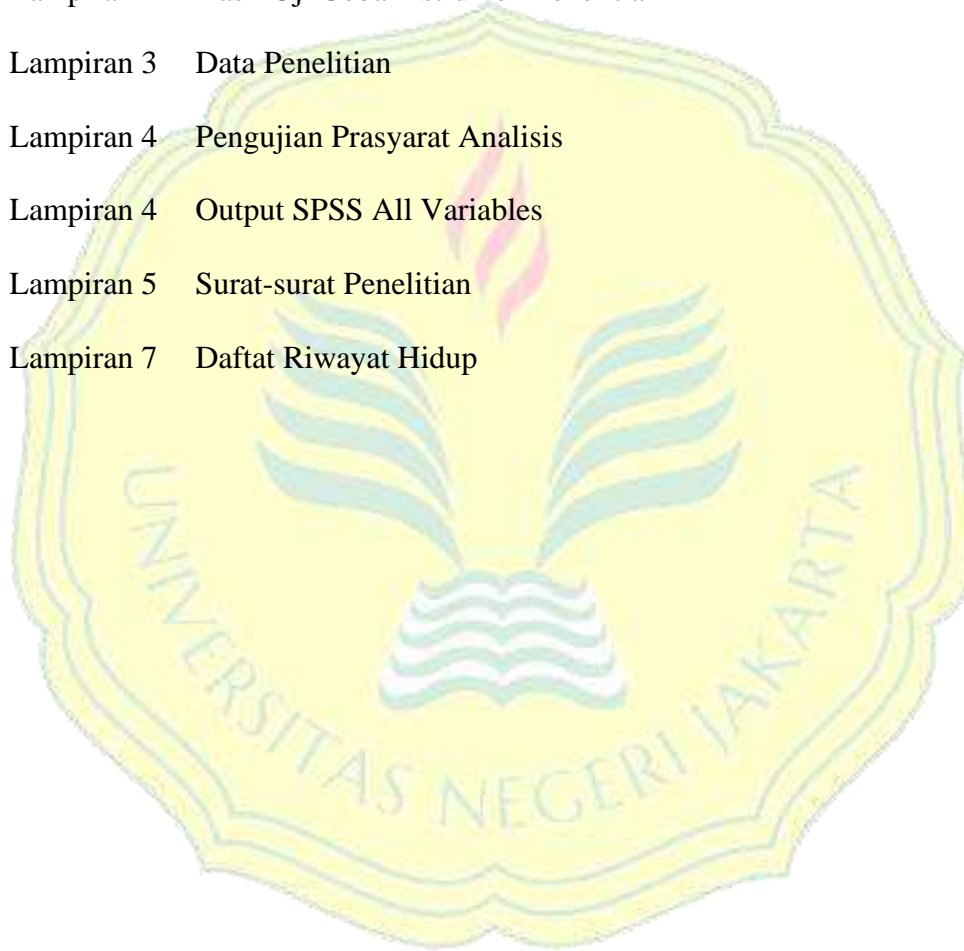 Lampiran 3 Data Penelitian
Lampiran 4 Pengujian Prasyarat Analisis
Lampiran 4 Output SPSS All Variables
Lampiran 5 Surat-surat Penelitian
Lampiran 7 Daftat Riwayat Hidup
UNIVERSITAS NEGERI JAKARTA